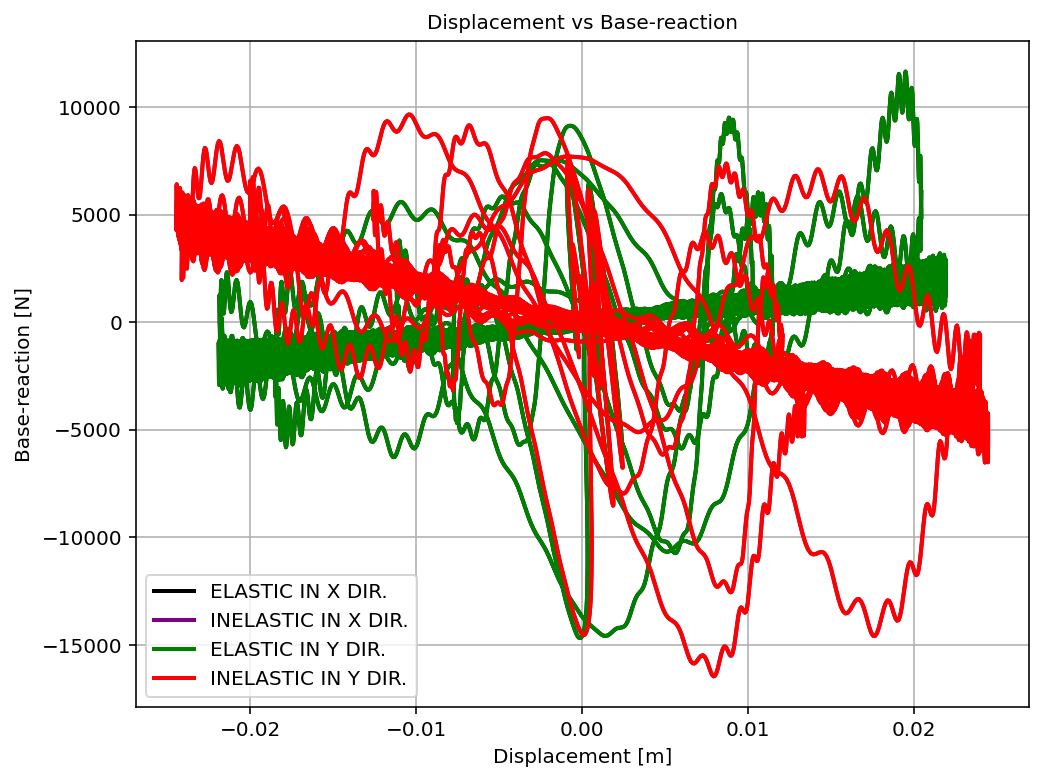 Displacement vs Base-reaction
Base-reaction [N]
10000
5000
0
−5000
−10000
−15000
ELASTIC IN X DIR.
INELASTIC IN X DIR.
ELASTIC IN Y DIR.
INELASTIC IN Y DIR.
−0.02 −0.01 0.00 0.01 0.02
Displacement [m]